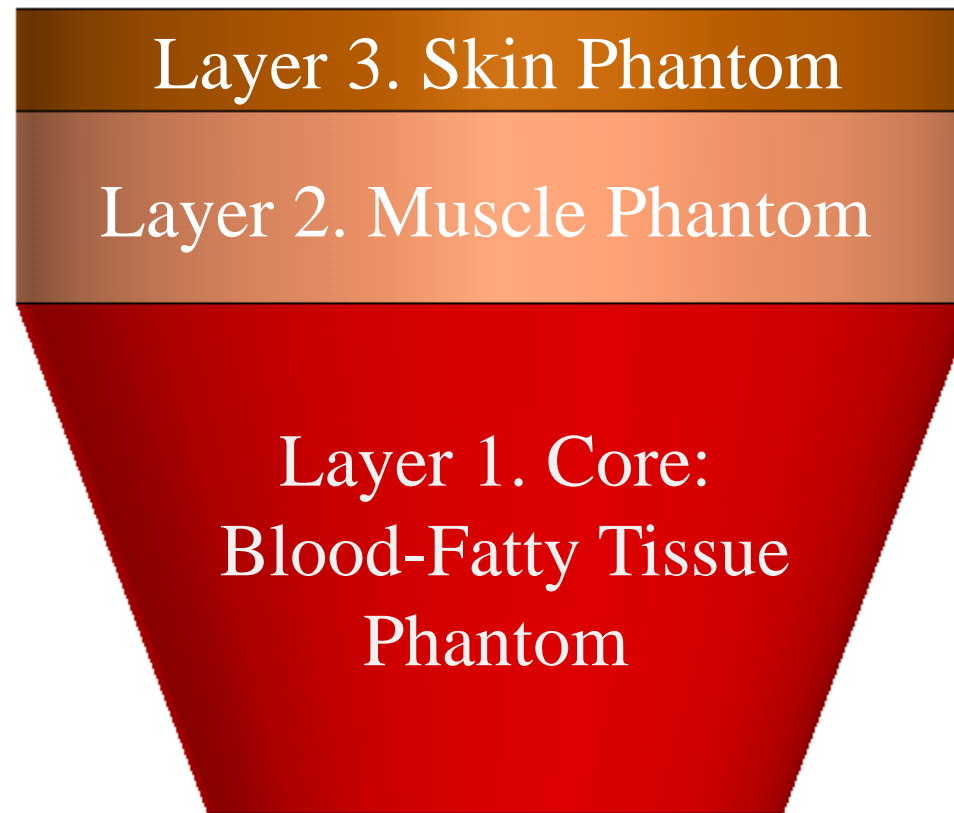 Layer 3. Skin Phantom
Layer 2. Muscle Phantom
Layer 1. Core:
Blood-Fatty Tissue
Phantom